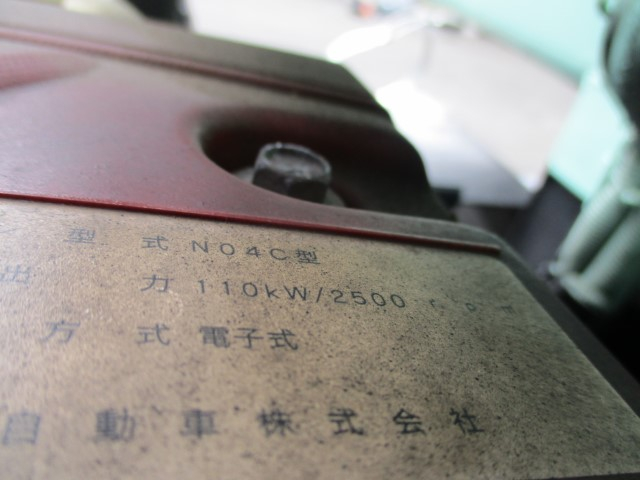 型式 N04C型
出力 110kW/2500 r.p.m
方式 電子式
自動車株式会社